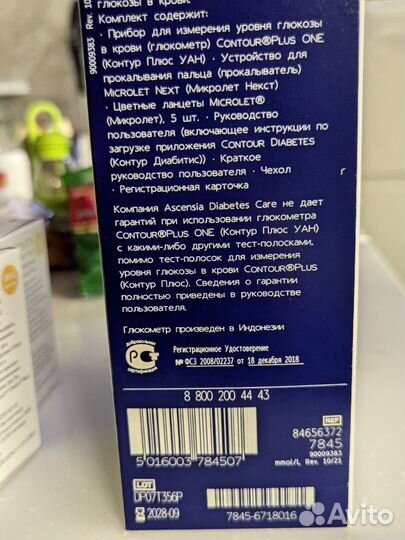 глюкозы в крови.
Комплект содержит:
· Прибор для измерения уровня глюкозы
в крови (глюкометр) CONTOUR®PLUS ONE
(Контур Плюс УАН) · Устройство для
прокалывания пальца (прокалыватель)
MICROLET NEXT (Микролет Некст)
· Цветные ланцеты MICROLET®
(Микролет), 5 шт. · Руководство
пользователя (включающее инструкции по
загрузке приложения CONTOUR DIABETES
(Контур Диабитис)) · Краткое
руководство пользователя · Чехол
· Регистрационная карточка
Компания Ascensia Diabetes Care не дает
гарантий при использовании глюкометра
CONTOUR®PLUS ONE (Контур Плюс УАН)
с какими-либо другими тест-полосками,
помимо тест-полосок для измерения
уровня глюкозы в крови CONTOUR®PLUS
(Контур Плюс). Сведения о гарантии
полностью приведены в руководстве
пользователя.
Глюкометр произведен в Индонезии
добровольная
РСТ
сертификация
Регистрационное Удостоверение
№ ФСЗ 2008/02237 от 18 декабря 2018
8 800 200 44 43
REF
84656372
7845
90009383
mmol/L Rev. 10/21
5 016003 784507
LOT
DP07T356P
2028-09
7845-6718016
90009383 Rev. 10
Avito